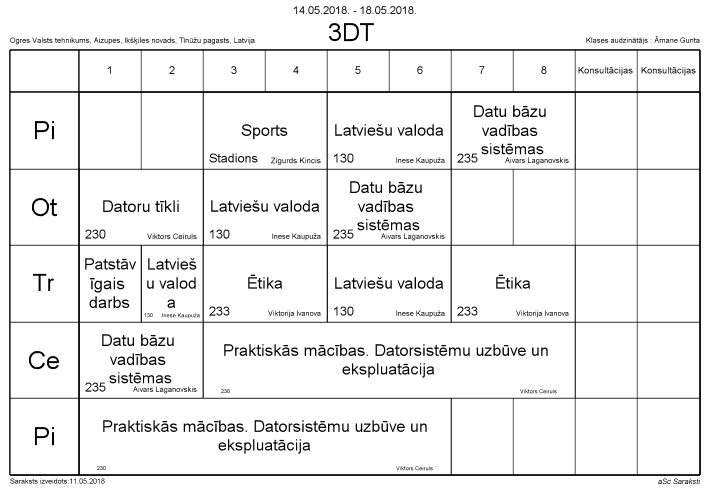 14.05.2018. - 18.05.2018.
Ogres Valsts tehnikums, Aizupes, Ikšķiles novads, Tīnūžu pagasts, Latvija
3DT
Klases audzinātājs : Āmane Gunta
1 2 3 4 5 6 7 8 Konsultācijas Konsultācijas
Pi
Sports
Stadions Zigurds Kincis
Latviešu valoda
130 Inese Kaupuža
Datu bāzu
vadības
sistēmas
235 Aivars Laganovskis
Ot
Datoru tīkli
230 Viktors Ceiruls
Latviešu valoda
130 Inese Kaupuža
Datu bāzu
vadības
sistēmas
235 Aivars Laganovskis
Tr
Patstāv
īgais
darbs
Latvieš
u valod
a
130 Inese Kaupuža
Ētika
233 Viktorija Ivanova
Latviešu valoda
130 Inese Kaupuža
Ētika
233 Viktorija Ivanova
Ce
Datu bāzu
vadības
sistēmas
235 Aivars Laganovskis
Praktiskās mācības. Datorsistēmu uzbūve un
ekspluatācija
230 Viktors Ceiruls
Pi
Praktiskās mācības. Datorsistēmu uzbūve un
ekspluatācija
230 Viktors Ceiruls
Saraksts izveidots:11.05.2018
aSc Saraksti